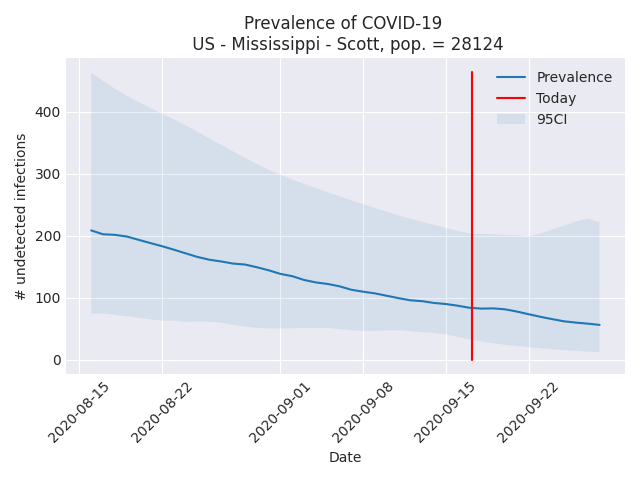 Prevalence of COVID-19
US - Mississippi - Scott, pop. = 28124
Prevalence
Today
95CI
# undetected infections
400
300
200
100
0
2020-08-15
2020-08-22
2020-09-01
2020-09-08
2020-09-15
2020-09-22
Date